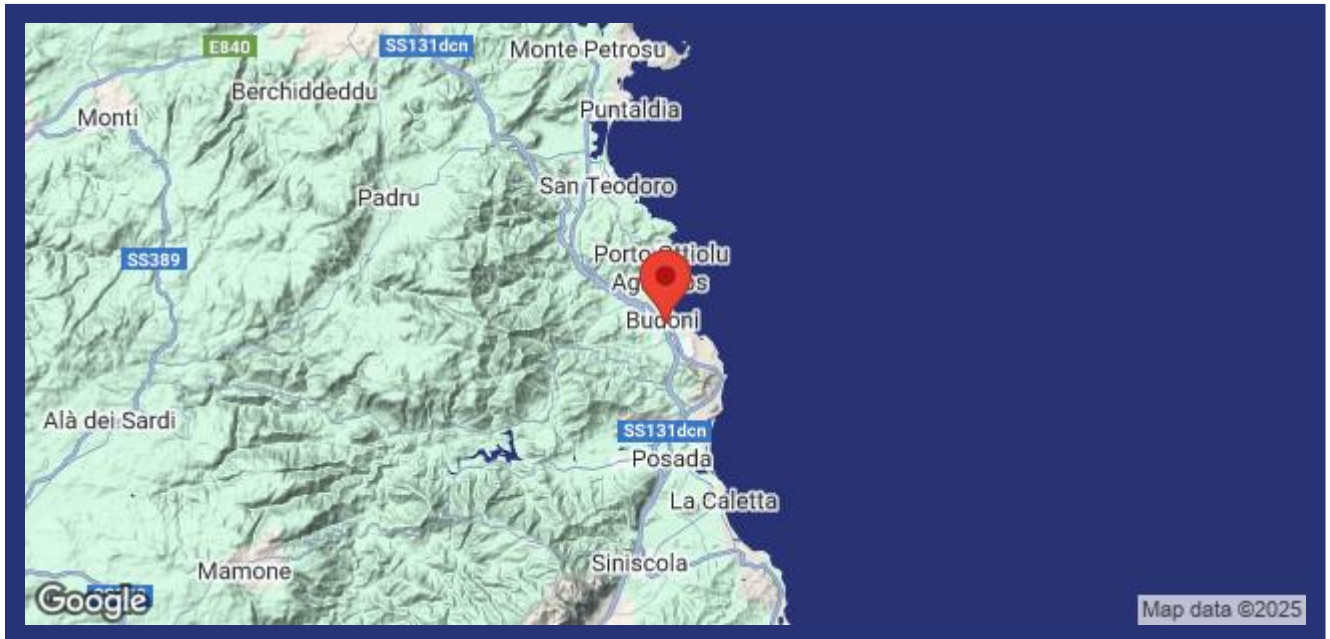 E840
SS131dcn
Monte Petrosu
Berchiddeddu
Puntaldia
Monti
San Teodoro
Padru
SS389
Porto
Budoni
Alà dei Sardi
SS131dcn
Posada
La Caletta
Siniscola
Mamone
Google
Map data ©2025